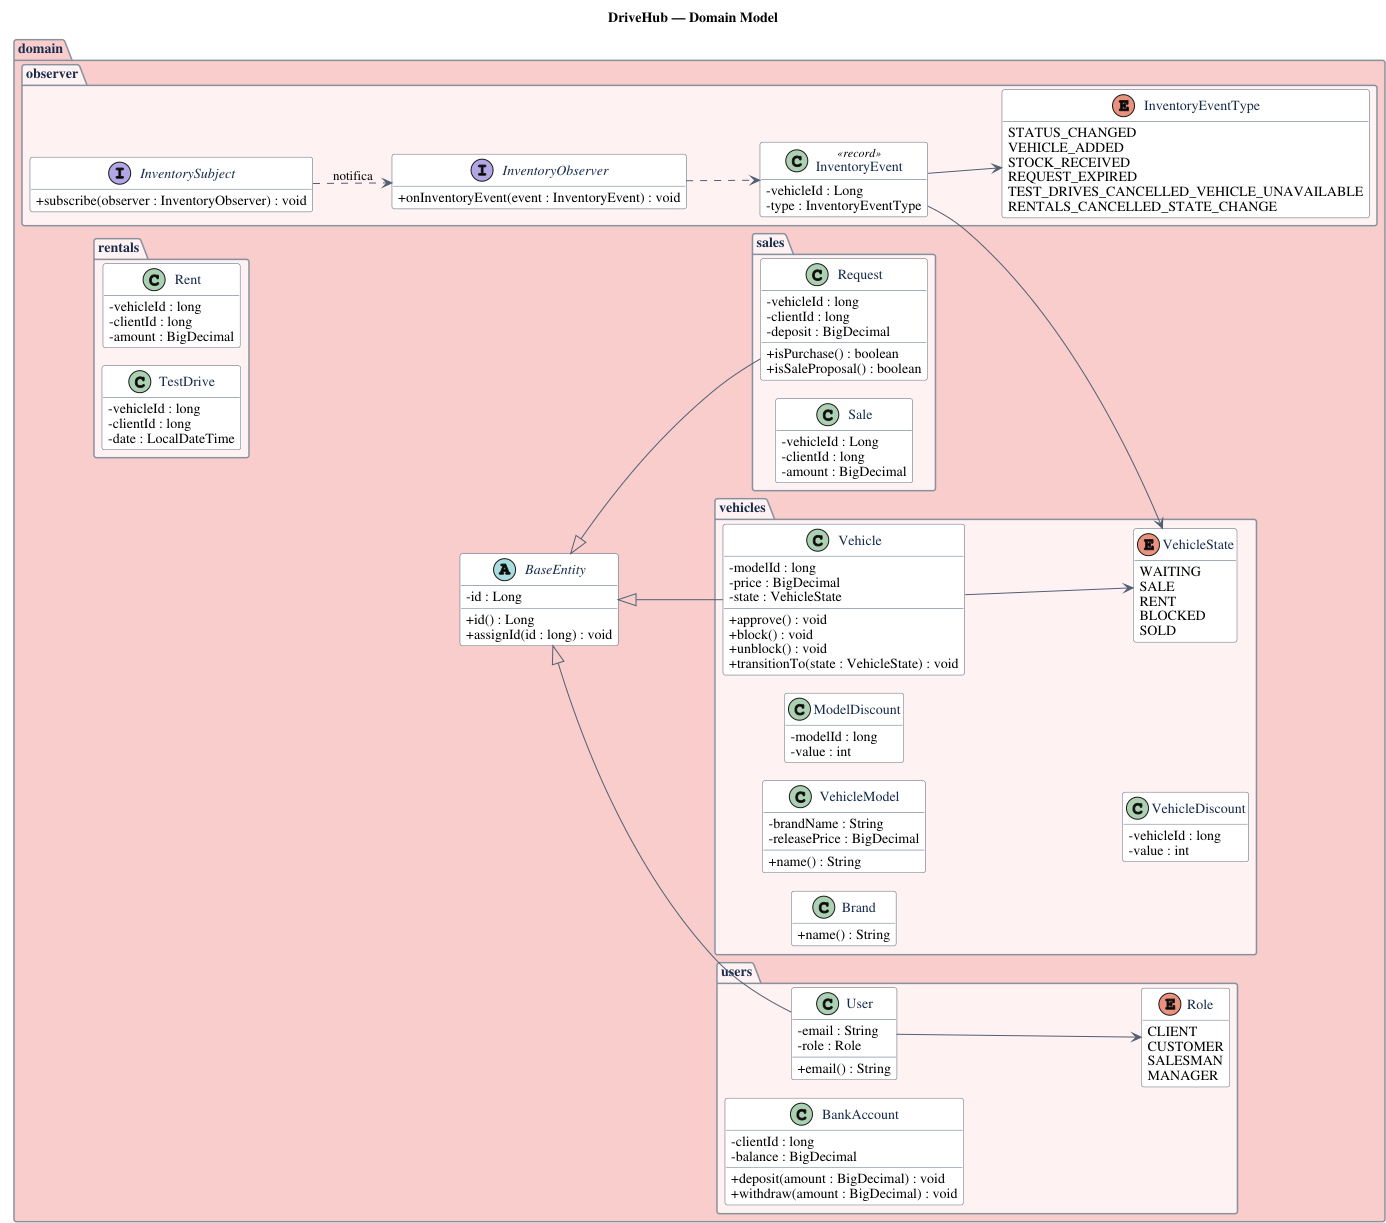 DriveHub — Domain Model
domain
observer
InventorySubject
+subscribe(observer : InventoryObserver) : void
notifica
InventoryObserver
+onInventoryEvent(event : InventoryEvent) : void
«record»
InventoryEvent
-vehicleId : Long
-type : InventoryEventType
InventoryEventType
STATUS_CHANGED
VEHICLE_ADDED
STOCK_RECEIVED
REQUEST_EXPIRED
TEST_DRIVES_CANCELLED_VEHICLE_UNAVAILABLE
RENTALS_CANCELLED_STATE_CHANGE
rentals
Rent
-vehicleId : long
-clientId : long
-amount : BigDecimal
TestDrive
-vehicleId : long
-clientId : long
-date : LocalDateTime
sales
Request
-vehicleId : long
-clientId : long
-deposit : BigDecimal
+isPurchase() : boolean
+isSaleProposal() : boolean
Sale
-vehicleId : Long
-clientId : long
-amount : BigDecimal
BaseEntity
-id : Long
+id() : Long
+assignId(id : long) : void
vehicles
Vehicle
-modelId : long
-price : BigDecimal
-state : VehicleState
+approve() : void
+block() : void
+unblock() : void
+transitionTo(state : VehicleState) : void
VehicleState
WAITING
SALE
RENT
BLOCKED
SOLD
ModelDiscount
-modelId : long
-value : int
VehicleModel
-brandName : String
-releasePrice : BigDecimal
+name() : String
VehicleDiscount
-vehicleId : long
-value : int
Brand
+name() : String
users
User
-email : String
-role : Role
+email() : String
Role
CLIENT
CUSTOMER
SALESMAN
MANAGER
BankAccount
-clientId : long
-balance : BigDecimal
+deposit(amount : BigDecimal) : void
+withdraw(amount : BigDecimal) : void